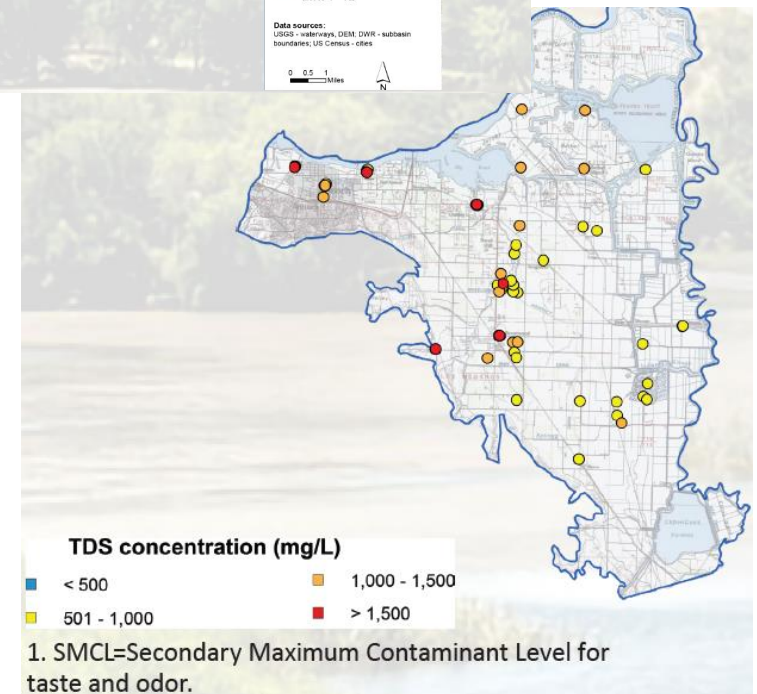 Data sources:
USGS - waterways, DEM; DWR - subbasin
boundaries; US Census - cities
0 0.5 1
Miles
N
TDS concentration (mg/L)
< 500
1,000 - 1,500
501 - 1,000
> 1,500
1. SMCL=Secondary Maximum Contaminant Level for
taste and odor.